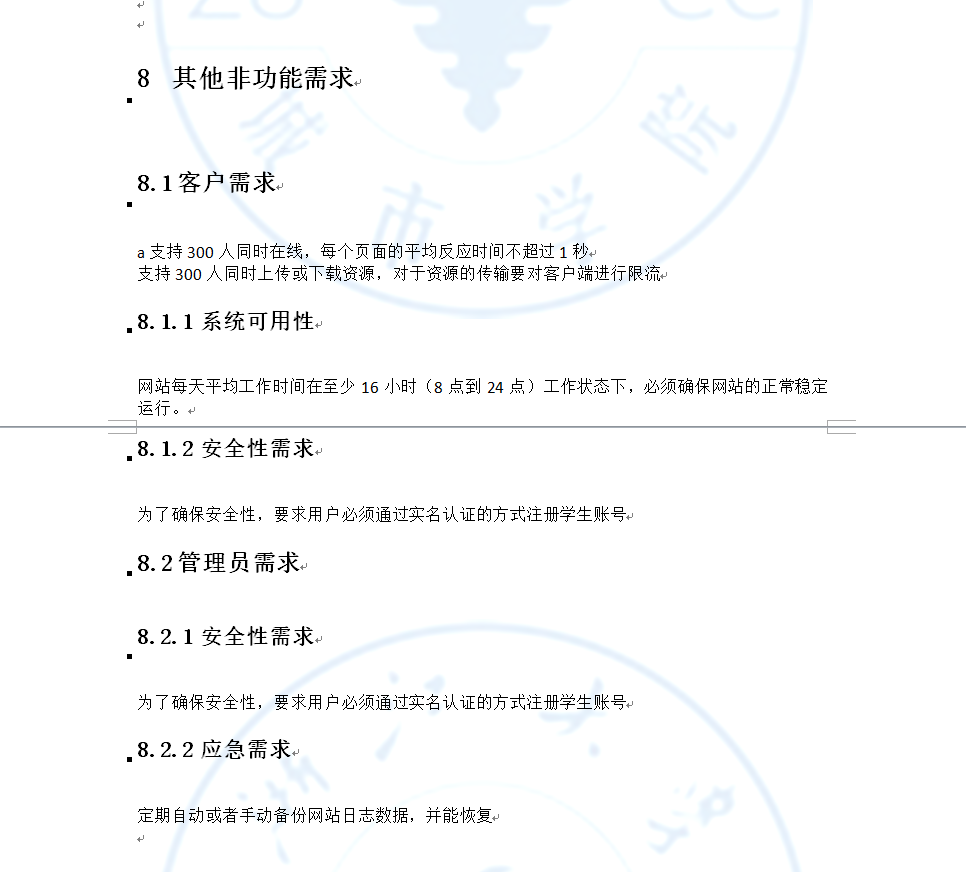 8 其他非功能需求
8.1客户需求
a 支持 300 人同时在线，每个页面的平均反应时间不超过 1 秒
支持 300 人同时上传或下载资源，对于资源的传输要对客户端进行限流
8.1.1 系统可用性
网站每天平均工作时间在至少 16 小时（8 点到 24 点）工作状态下，必须确保网站的正常稳定
运行。
8.1.2 安全性需求
为了确保安全性，要求用户必须通过实名认证的方式注册学生账号
8.2管理员需求
8.2.1 安全性需求
为了确保安全性，要求用户必须通过实名认证的方式注册学生账号
8.2.2 应急需求
定期自动或者手动备份网站日志数据，并能恢复